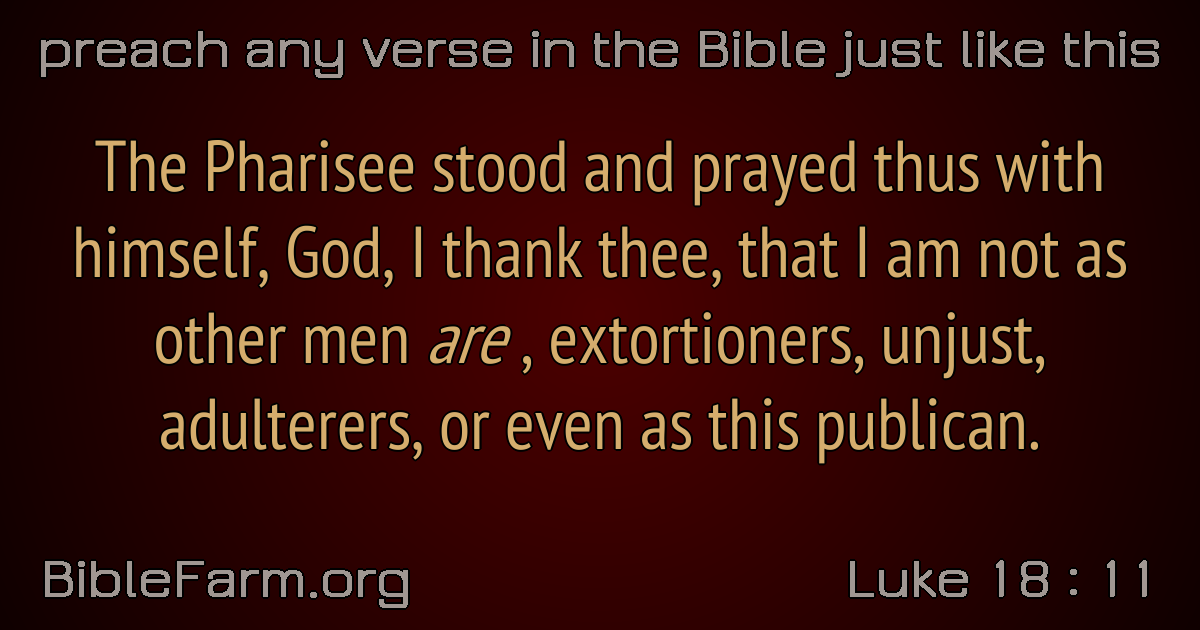 preach any verse in the Bible just like this
The Pharisee stood and prayed thus with
himself, God, I thank thee, that I am not as
other men are , extortioners, unjust,
adulterers, or even as this publican.
BibleFarm.org
Luke 18 : 11